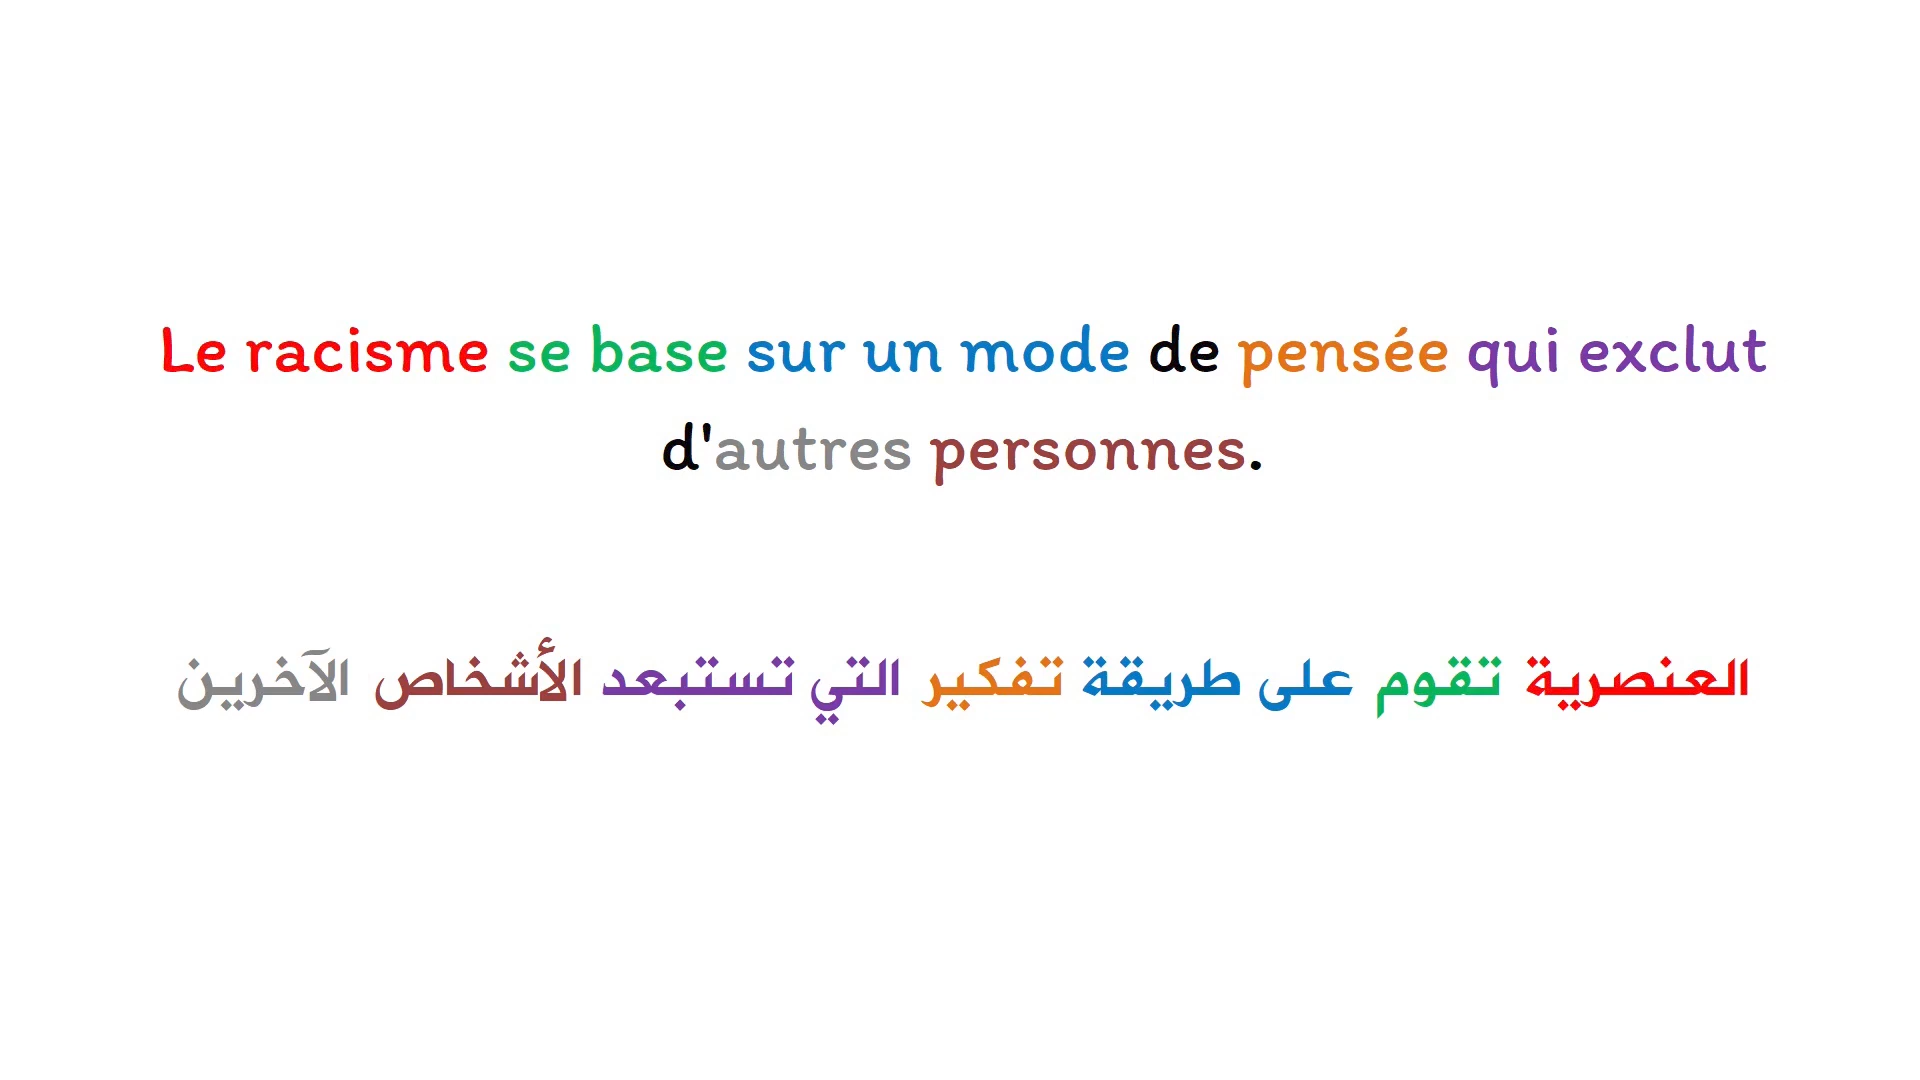 Le racisme se base sur un mode de pensée qui exclut
d'autres personnes.
العنصرية تقوم على طريقة تفكير التي تستبعد الأشخاص الآخرين